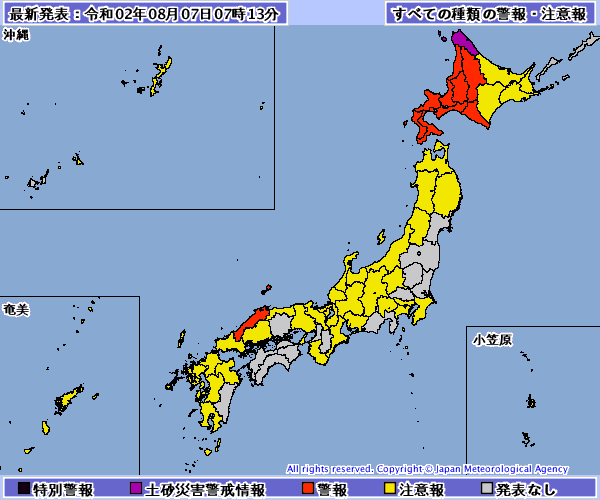 最新発表：令和02年08月07日07時13分
すべての種類の警報・注意報
沖縄
奄美
小笠原
All rights reserved. Copyright © Japan Meteorological Agency
特別警報 土砂災害警戒情報 警報 注意報 発表なし